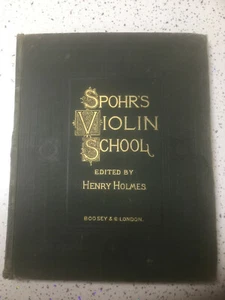 SPOHR'S
VIOLIN
SCHOOL
EDITED BY
HENRY HOLMES.
BOOSEY & Co LONDON.